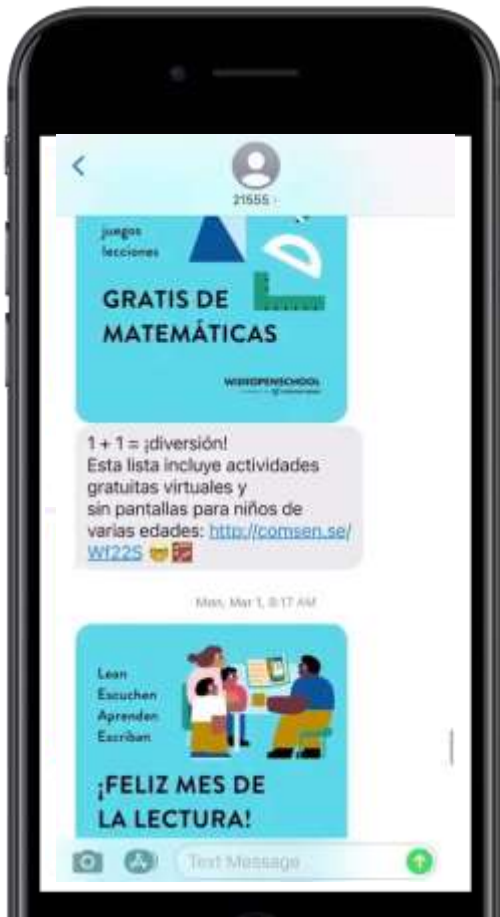 21555
juegos
lecciones
GRATIS DE
MATEMÁTICAS
WIDEOPENSCHOOL
1 + 1 = ¡diversión!
Esta lista incluye actividades
gratuitas virtuales y
sin pantallas para niños de
varias edades: http://comsen.se/
Wf22S
Mon, Mar 1, 8:17 AM
Lean
Escuchen
Aprenden
Escriban
¡FELIZ MES DE
LA LECTURA!
Text Message